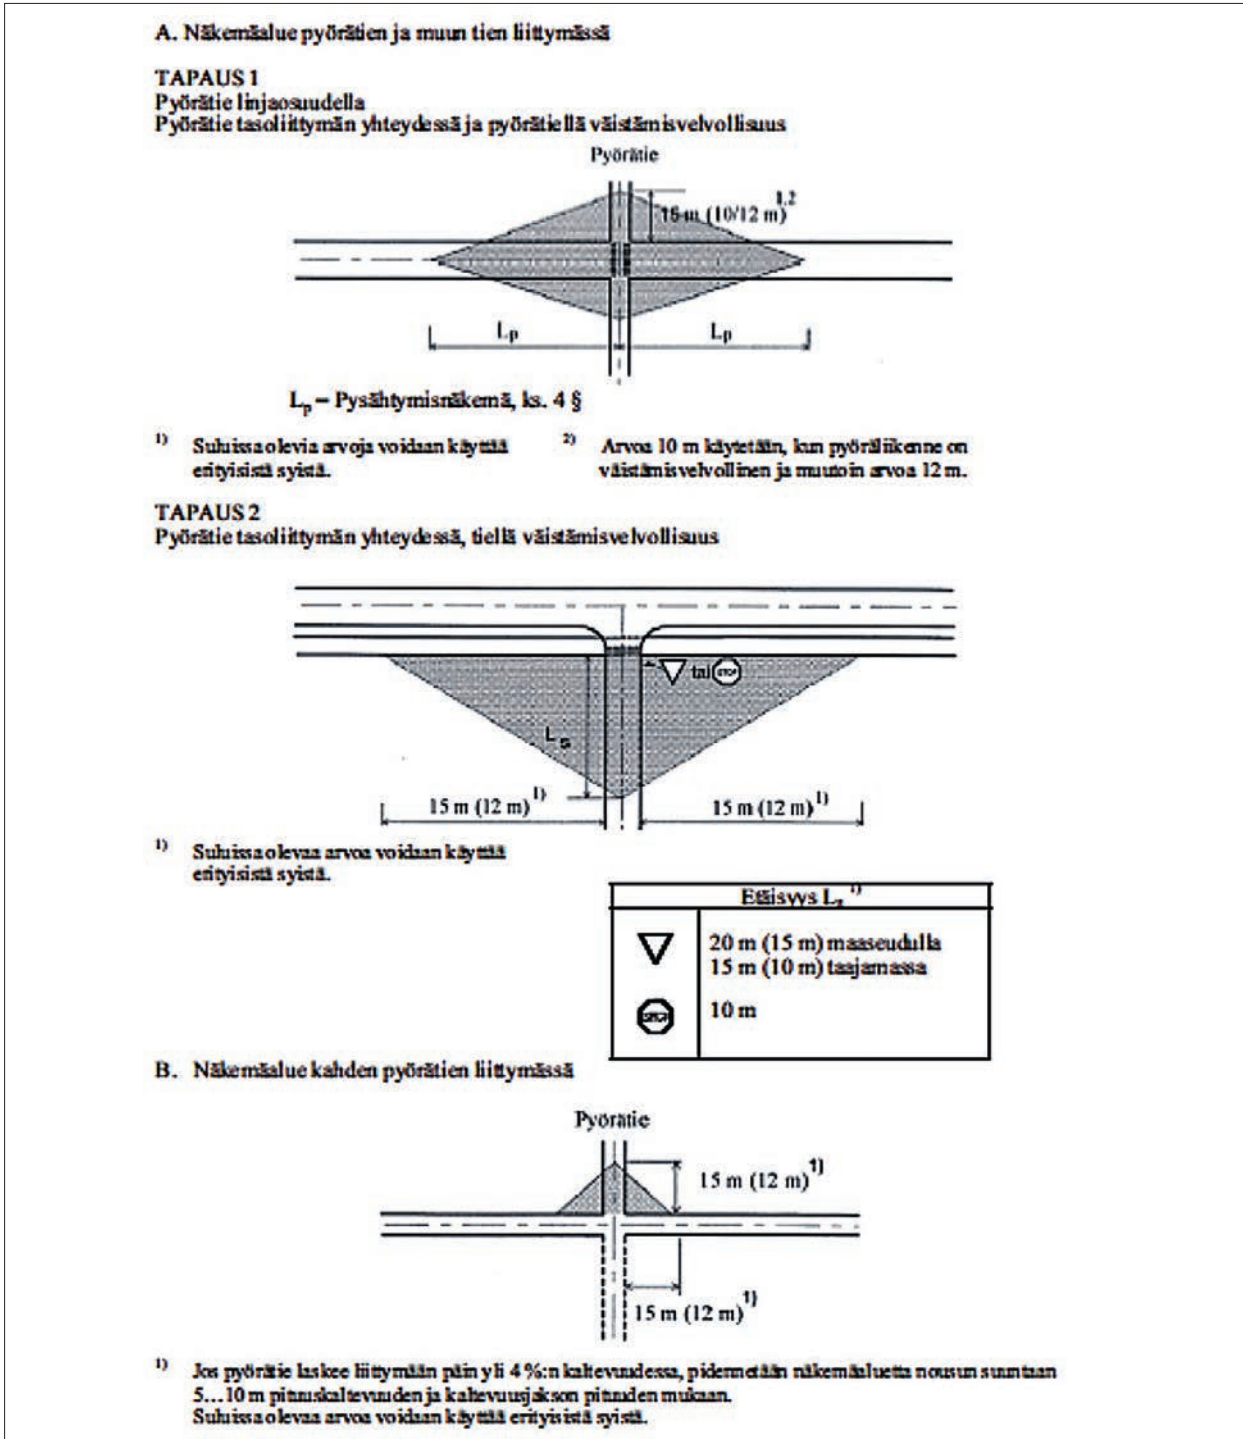 A. Näkemäalue pyörätien ja muun tien liittymässä
TAPAUS 1
Pyörätie linjaosuudella
Pyörätie tasoliittymän yhteydessä ja pyörätiellä väistämisvelvollisuus
Pyörätie
15 m (10/12 m) 1,2
Lp
Lp
Lp – Pysähtymisnäkemä, ks. 4 §
1) Suluissa olevia arvoja voidaan käyttää
erityisistä syistä.
2) Arvoa 10 m käytetään, kun pyöräliikenne on
väistämisvelvollinen ja muutoin arvoa 12 m.
TAPAUS 2
Pyörätie tasoliittymän yhteydessä, tiellä väistämisvelvollisuus
tai STOP
Ls
15 m (12 m) 1)
15 m (12 m) 1)
1) Suluissa olevaa arvoa voidaan käyttää
erityisistä syistä.
Etäisyys Ls 1)
20 m (15 m) maaseudulla
15 m (10 m) taajamassa
STOP 10 m
B. Näkemäalue kahden pyörätien liittymässä
Pyörätie
15 m (12 m) 1)
15 m (12 m) 1)
1) Jos pyörätie laskee liittymään päin yli 4 %:n kaltevuudessa, pidennetään näkemäaluetta nousun suuntaan
5...10 m pituuskaltevuuden ja kaltevuusjakson pituuden mukaan.
Suluissa olevaa arvoa voidaan käyttää erityisistä syistä.